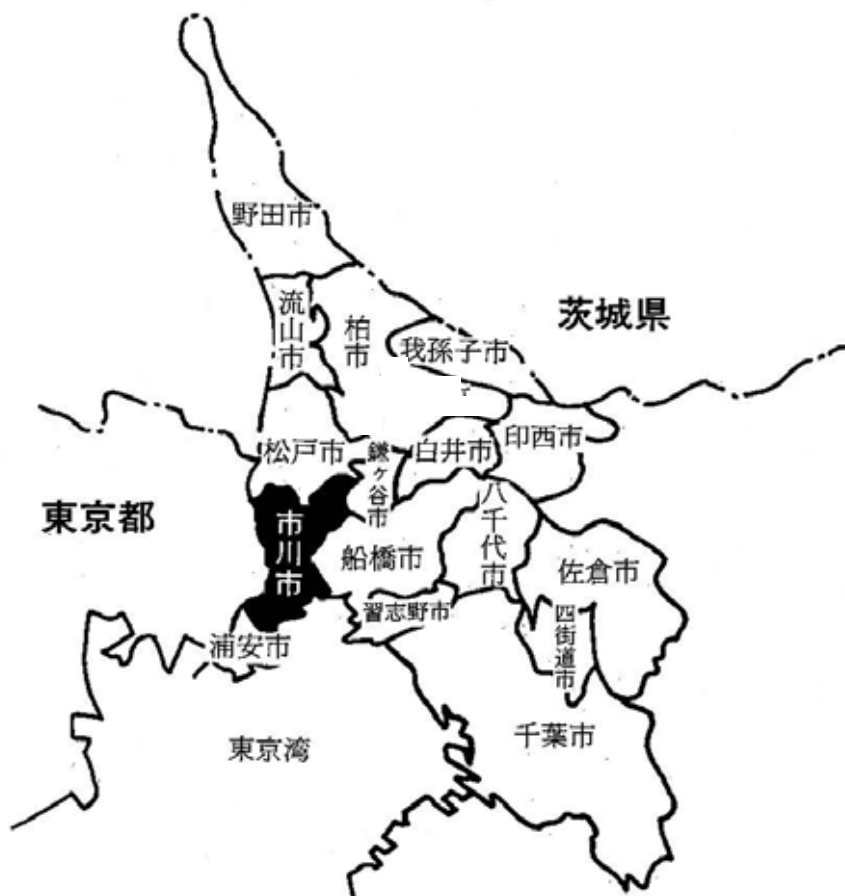 野田市
流山市
柏市
我孫子市
茨城県
松戸市
鎌ヶ谷市
白井市
印西市
東京都
市川市
船橋市
八千代市
佐倉市
習志野市
四街道市
浦安市
千葉市
東京湾